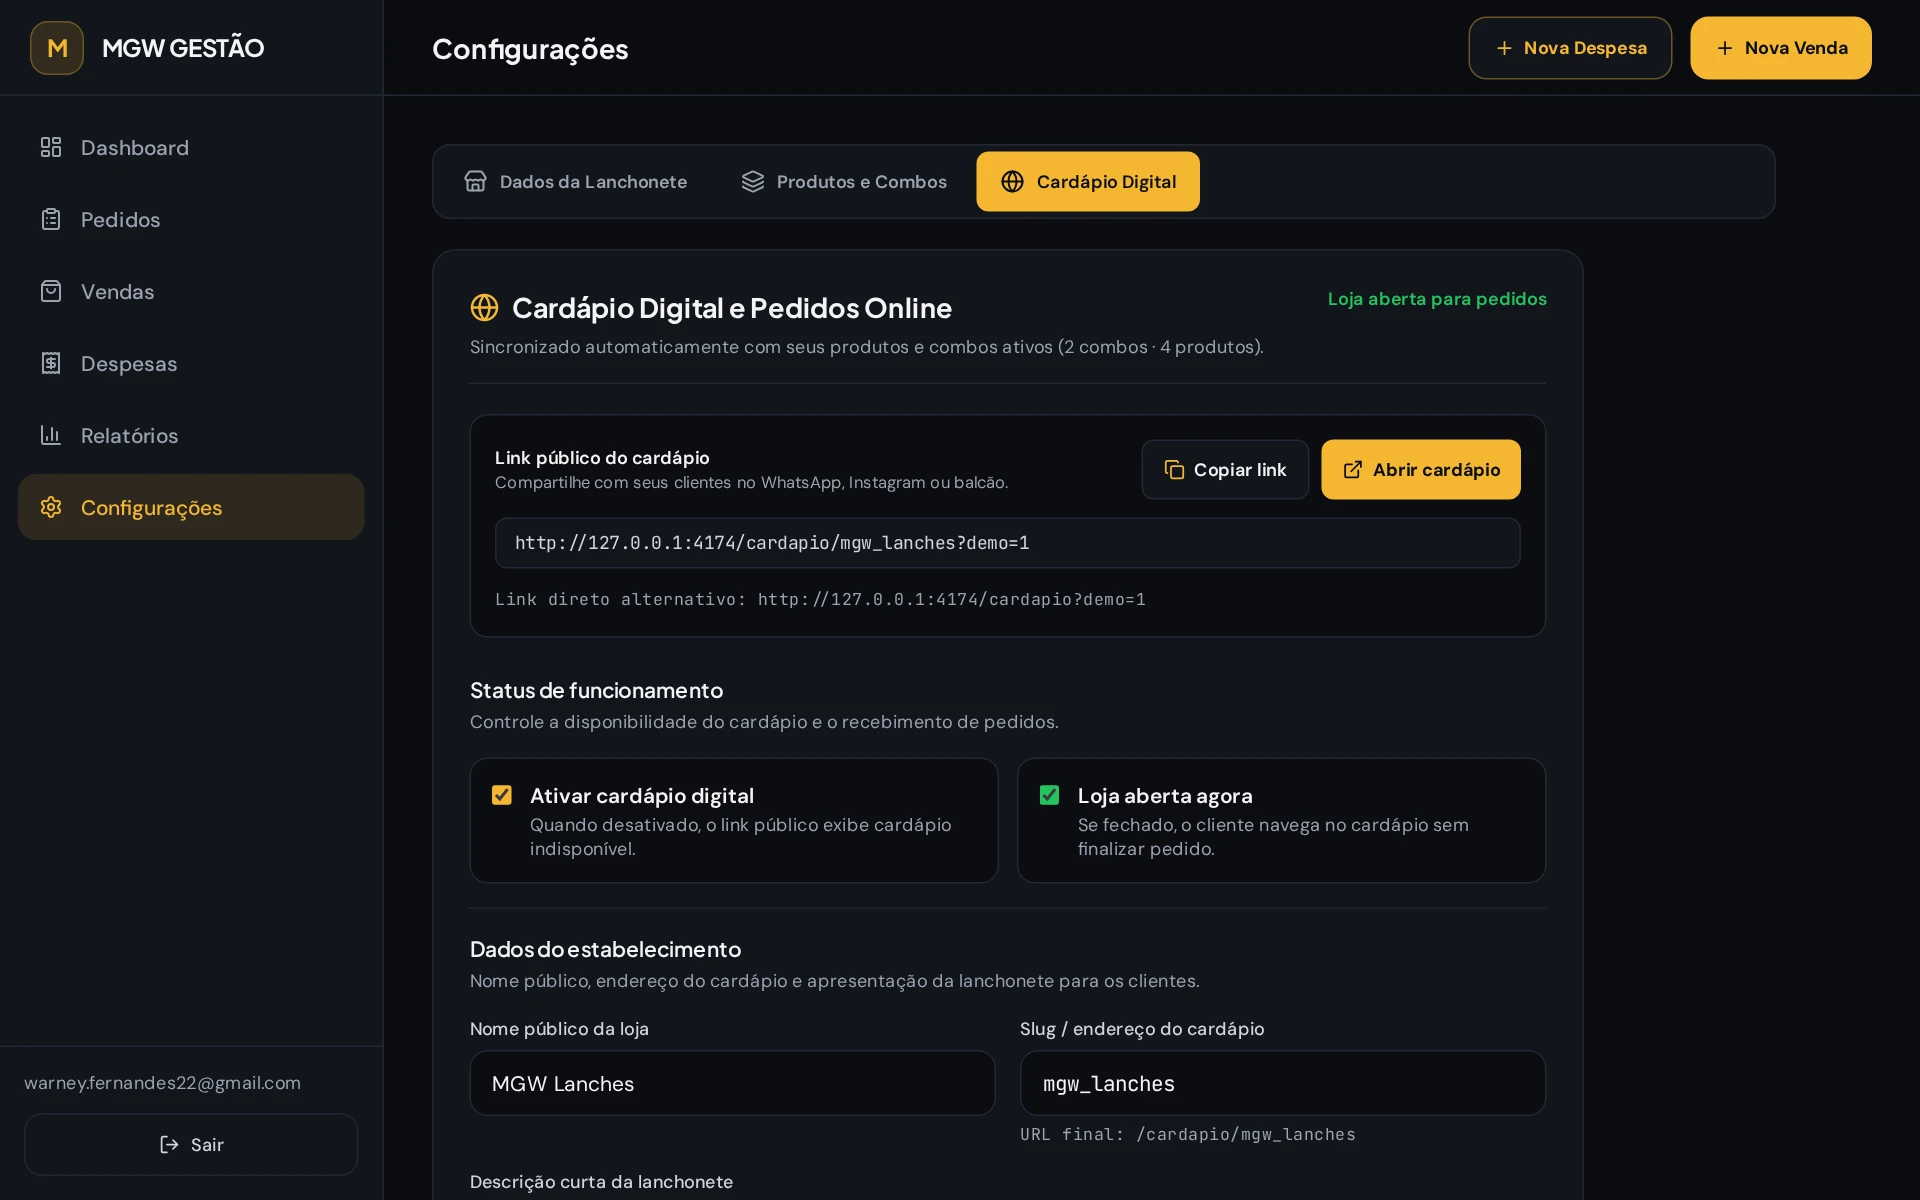 M MGW GESTÃO
Configurações
Nova Despesa
Nova Venda
Dashboard
Pedidos
Vendas
Despesas
Relatórios
Configurações
warney.fernandes22@gmail.com
Sair
Dados da Lanchonete
Produtos e Combos
Cardápio Digital
Cardápio Digital e Pedidos Online
Loja aberta para pedidos
Sincronizado automaticamente com seus produtos e combos ativos (2 combos · 4 produtos).
Link público do cardápio
Compartilhe com seus clientes no WhatsApp, Instagram ou balcão.
Copiar link
Abrir cardápio
http://127.0.0.1:4174/cardapio/mgw_lanches?demo=1
Link direto alternativo: http://127.0.0.1:4174/cardapio?demo=1
Status de funcionamento
Controle a disponibilidade do cardápio e o recebimento de pedidos.
Ativar cardápio digital
Quando desativado, o link público exibe cardápio
indisponível.
Loja aberta agora
Se fechado, o cliente navega no cardápio sem
finalizar pedido.
Dados do estabelecimento
Nome público, endereço do cardápio e apresentação da lanchonete para os clientes.
Nome público da loja
MGW Lanches
Slug / endereço do cardápio
mgw_lanches
URL final: /cardapio/mgw_lanches
Descrição curta da lanchonete